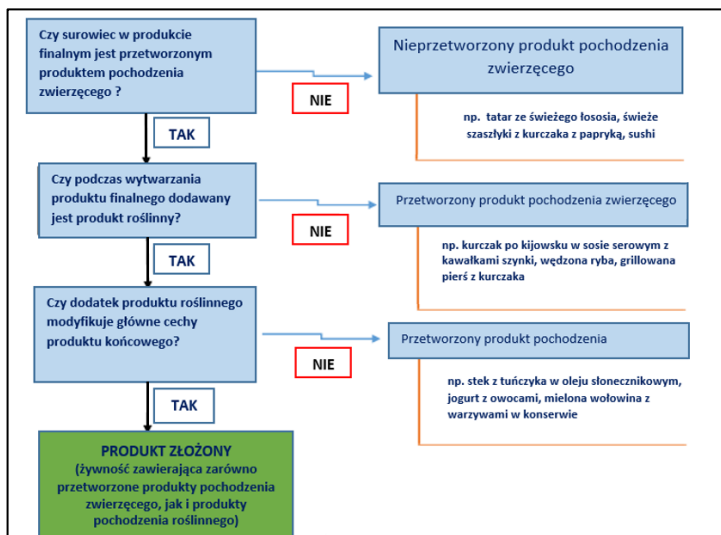 Czy surowiec w produkcie
finalnym jest przetworzonym
produktem pochodzenia
zwierzęcego ?
NIE
Nieprzetworzony produkt pochodzenia
zwierzęcego
np. tatar ze świeżego łososia, świeże
szaszłyki z kurczaka z papryką, sushi
TAK
Czy podczas wytwarzania
produktu finalnego dodawany
jest produkt roślinny?
NIE
Przetworzony produkt pochodzenia zwierzęcego
np. kurczak po kijowsku w sosie serowym z
kawałkami szynki, wędzona ryba, grillowana
pierś z kurczaka
TAK
Czy dodatek produktu roślinnego
modyfikuje główne cechy
produktu końcowego?
NIE
Przetworzony produkt pochodzenia
np. stek z tuńczyka w oleju słonecznikowym,
jogurt z owocami, mielona wołowina z
warzywami w konserwie
TAK
PRODUKT ZŁOŻONY
(żywność zawierająca zarówno
przetworzone produkty pochodzenia
zwierzęcego, jak i produkty
pochodzenia roślinnego)